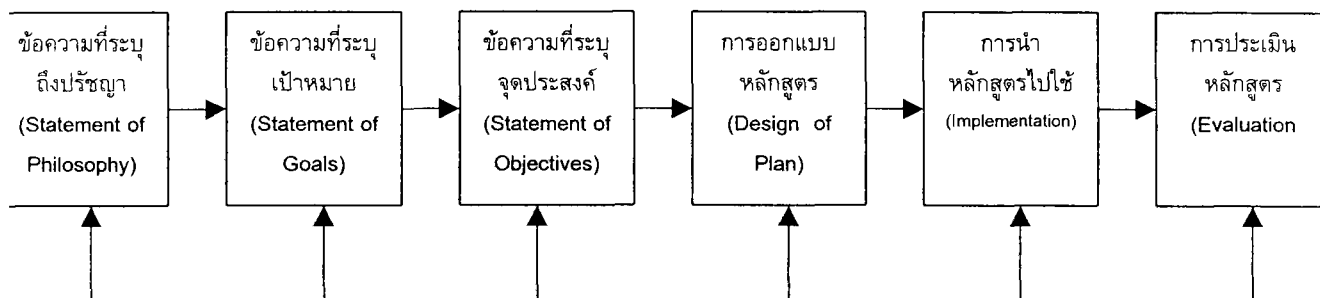 ข้อความที่ระบุ
ถึงปรัชญา
(Statement of
Philosophy)
ข้อความที่ระบุ
เป้าหมาย
(Statement of
Goals)
ข้อความที่ระบุ
จุดประสงค์
(Statement of
Objectives)
การออกแบบ
หลักสูตร
(Design of
Plan)
การนำ
หลักสูตรไปใช้
(Implementation)
การประเมิน
หลักสูตร
(Evaluation